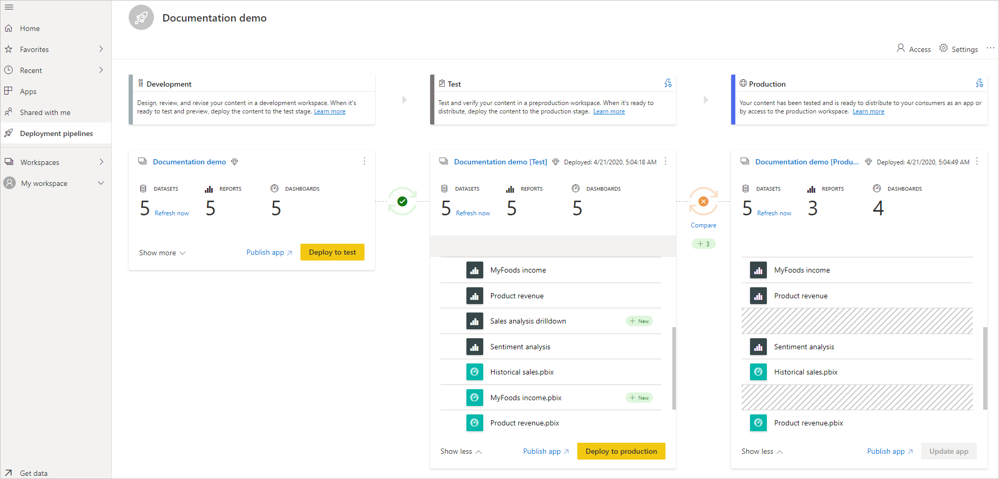 Documentation demo
Home
Favorites
Recent
Apps
Shared with me
Deployment pipelines
Workspaces
My workspace
Get data
Access
Settings
Development
Design, review, and revise your content in a development workspace. When it's
ready to test and preview, deploy the content to the test stage. Learn more
Test
Test and verify your content in a preproduction workspace. When it's ready to
distribute, deploy the content to the production stage. Learn more
Production
Your content has been tested and is ready to distribute to your consumers as an app or
by access to the production workspace. Learn more
Documentation demo
DATASETS REPORTS DASHBOARDS
5 Refresh now 5 5
Show more Publish app Deploy to test
Documentation demo [Test] Deployed: 4/21/2020, 5:04:18 AM
DATASETS REPORTS DASHBOARDS
5 Refresh now 5 5
MyFoods income
Product revenue
Sales analysis drilldown + New
Sentiment analysis
Historical sales.pbix
MyFoods income.pbix + New
Product revenue.pbix
Show less Publish app Deploy to production
Compare
+ 3
Documentation demo [Produ... Deployed: 4/21/2020, 5:04:49 AM
DATASETS REPORTS DASHBOARDS
5 Refresh now 3 4
MyFoods income
Product revenue
Sentiment analysis
Historical sales.pbix
Product revenue.pbix
Show less Publish app Update app